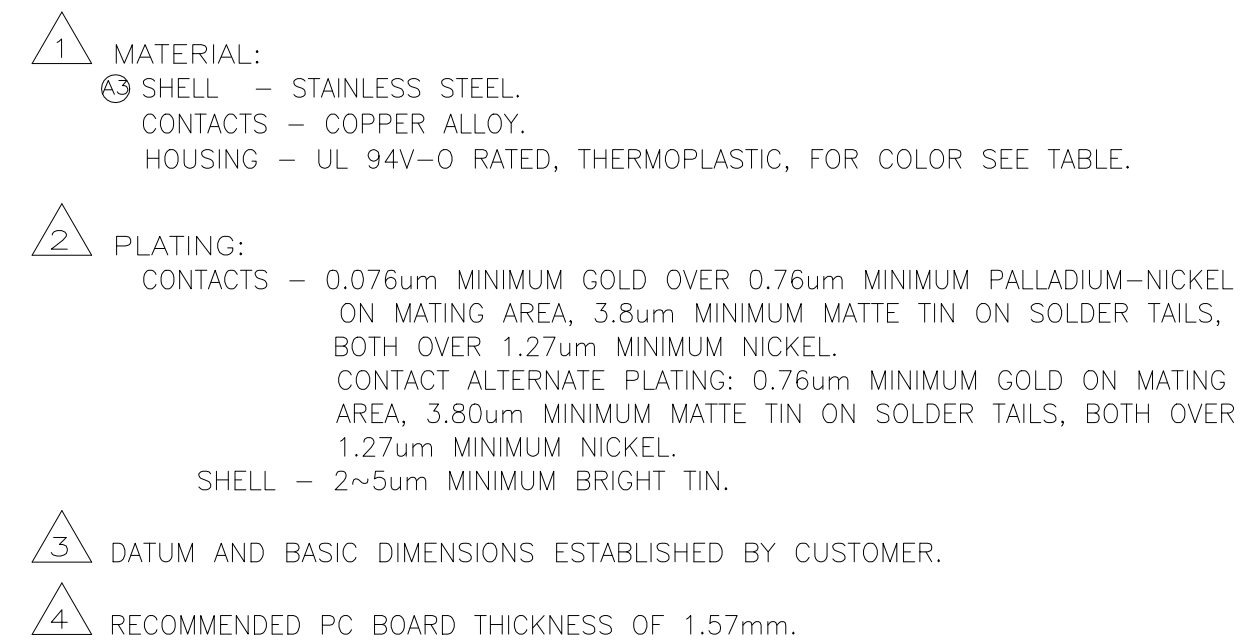 1 MATERIAL:
A3 SHELL – STAINLESS STEEL.
CONTACTS – COPPER ALLOY.
HOUSING – UL 94V–O RATED, THERMOPLASTIC, FOR COLOR SEE TABLE.
2 PLATING:
CONTACTS – 0.076um MINIMUM GOLD OVER 0.76um MINIMUM PALLADIUM–NICKEL
ON MATING AREA, 3.8um MINIMUM MATTE TIN ON SOLDER TAILS,
BOTH OVER 1.27um MINIMUM NICKEL.
CONTACT ALTERNATE PLATING: 0.76um MINIMUM GOLD ON MATING
AREA, 3.80um MINIMUM MATTE TIN ON SOLDER TAILS, BOTH OVER
1.27um MINIMUM NICKEL.
SHELL – 2~5um MINIMUM BRIGHT TIN.
3 DATUM AND BASIC DIMENSIONS ESTABLISHED BY CUSTOMER.
4 RECOMMENDED PC BOARD THICKNESS OF 1.57mm.